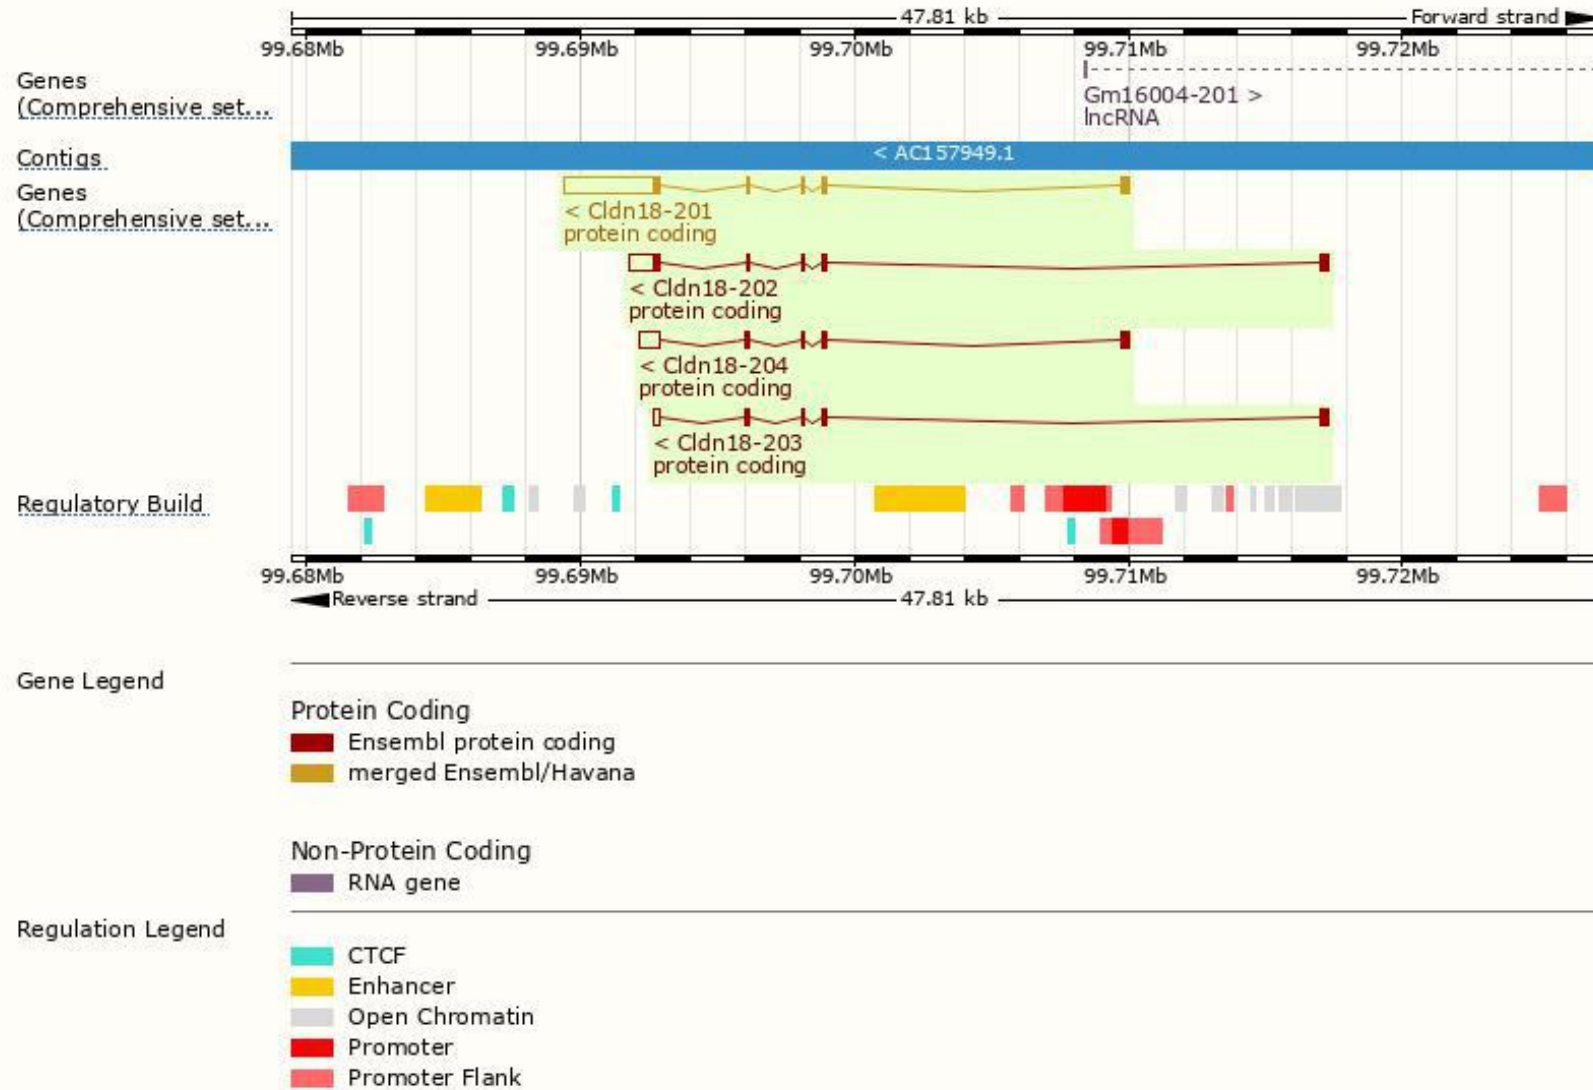 47.81 kb Forward strand
99.68Mb 99.69Mb 99.70Mb 99.71Mb 99.72Mb
Genes
(Comprehensive set...
Gm16004-201 >
lncRNA
Contigs
< AC157949.1
Genes
(Comprehensive set...
< Cldn18-201
protein coding
< Cldn18-202
protein coding
< Cldn18-204
protein coding
< Cldn18-203
protein coding
Regulatory Build
99.68Mb 99.69Mb 99.70Mb 99.71Mb 99.72Mb
Reverse strand 47.81 kb
Gene Legend
Protein Coding
Ensembl protein coding
merged Ensembl/Havana
Non-Protein Coding
RNA gene
Regulation Legend
CTCF
Enhancer
Open Chromatin
Promoter
Promoter Flank